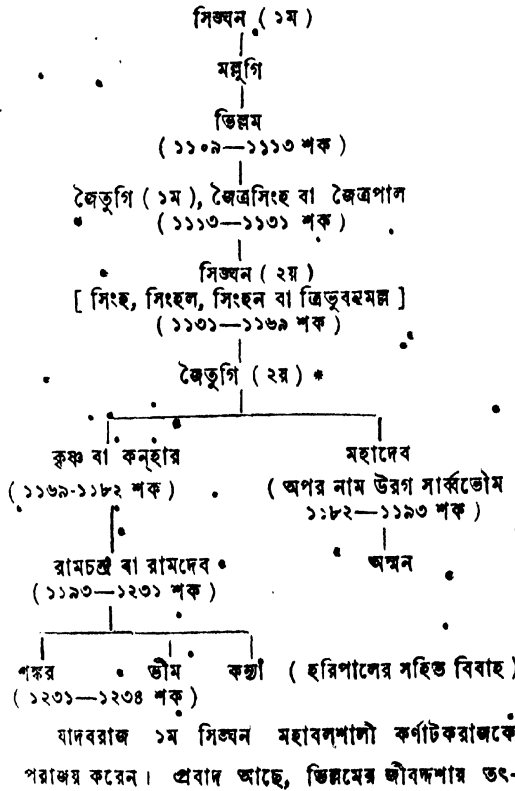 সিঙ্ঘন (১ম)
মল্লুগি
ভিল্লম
(১১০৯—১১১৩ শক)
জৈতুগি (১ম), জৈত্রসিংহ বা জৈত্রপাল
(১১১৩—১১৩১ শক)
সিঙ্ঘন (২য়)
[ সিংহ, সিংহল, সিংহন বা ত্রিভুবনমল্ল ]
(১১৩১—১১৬৯ শক)
জৈতুগি (২য়) *
কৃষ্ণ বা কন্‌হার মহাদেব
(১১৬৯-১১৮২ শক) (অপর নাম উরগ সার্ব্বভৌম
১১৮২—১১৯৩ শক)
রামচন্দ্র বা রামদেব অম্মন
(১১৯৩—১২৩১ শক)
শঙ্কর ভীম কন্যা (হরিপালের সহিত বিবাহ)
(১২৩১—১২৩৪ শক)
যাদবরাজ ১ম সিঙ্ঘন মহাবলশালী কর্ণাটকরাজকে
পরাজয় করেন। প্রবাদ আছে, ভিল্লমের জীবদ্দশায় তৎ-